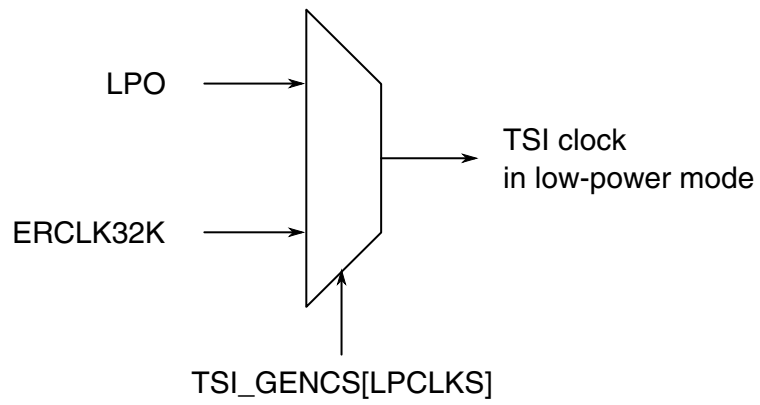 LPO
TSI clock
in low-power mode
ERCLK32K
TSI_GENCS[LPCLKS]